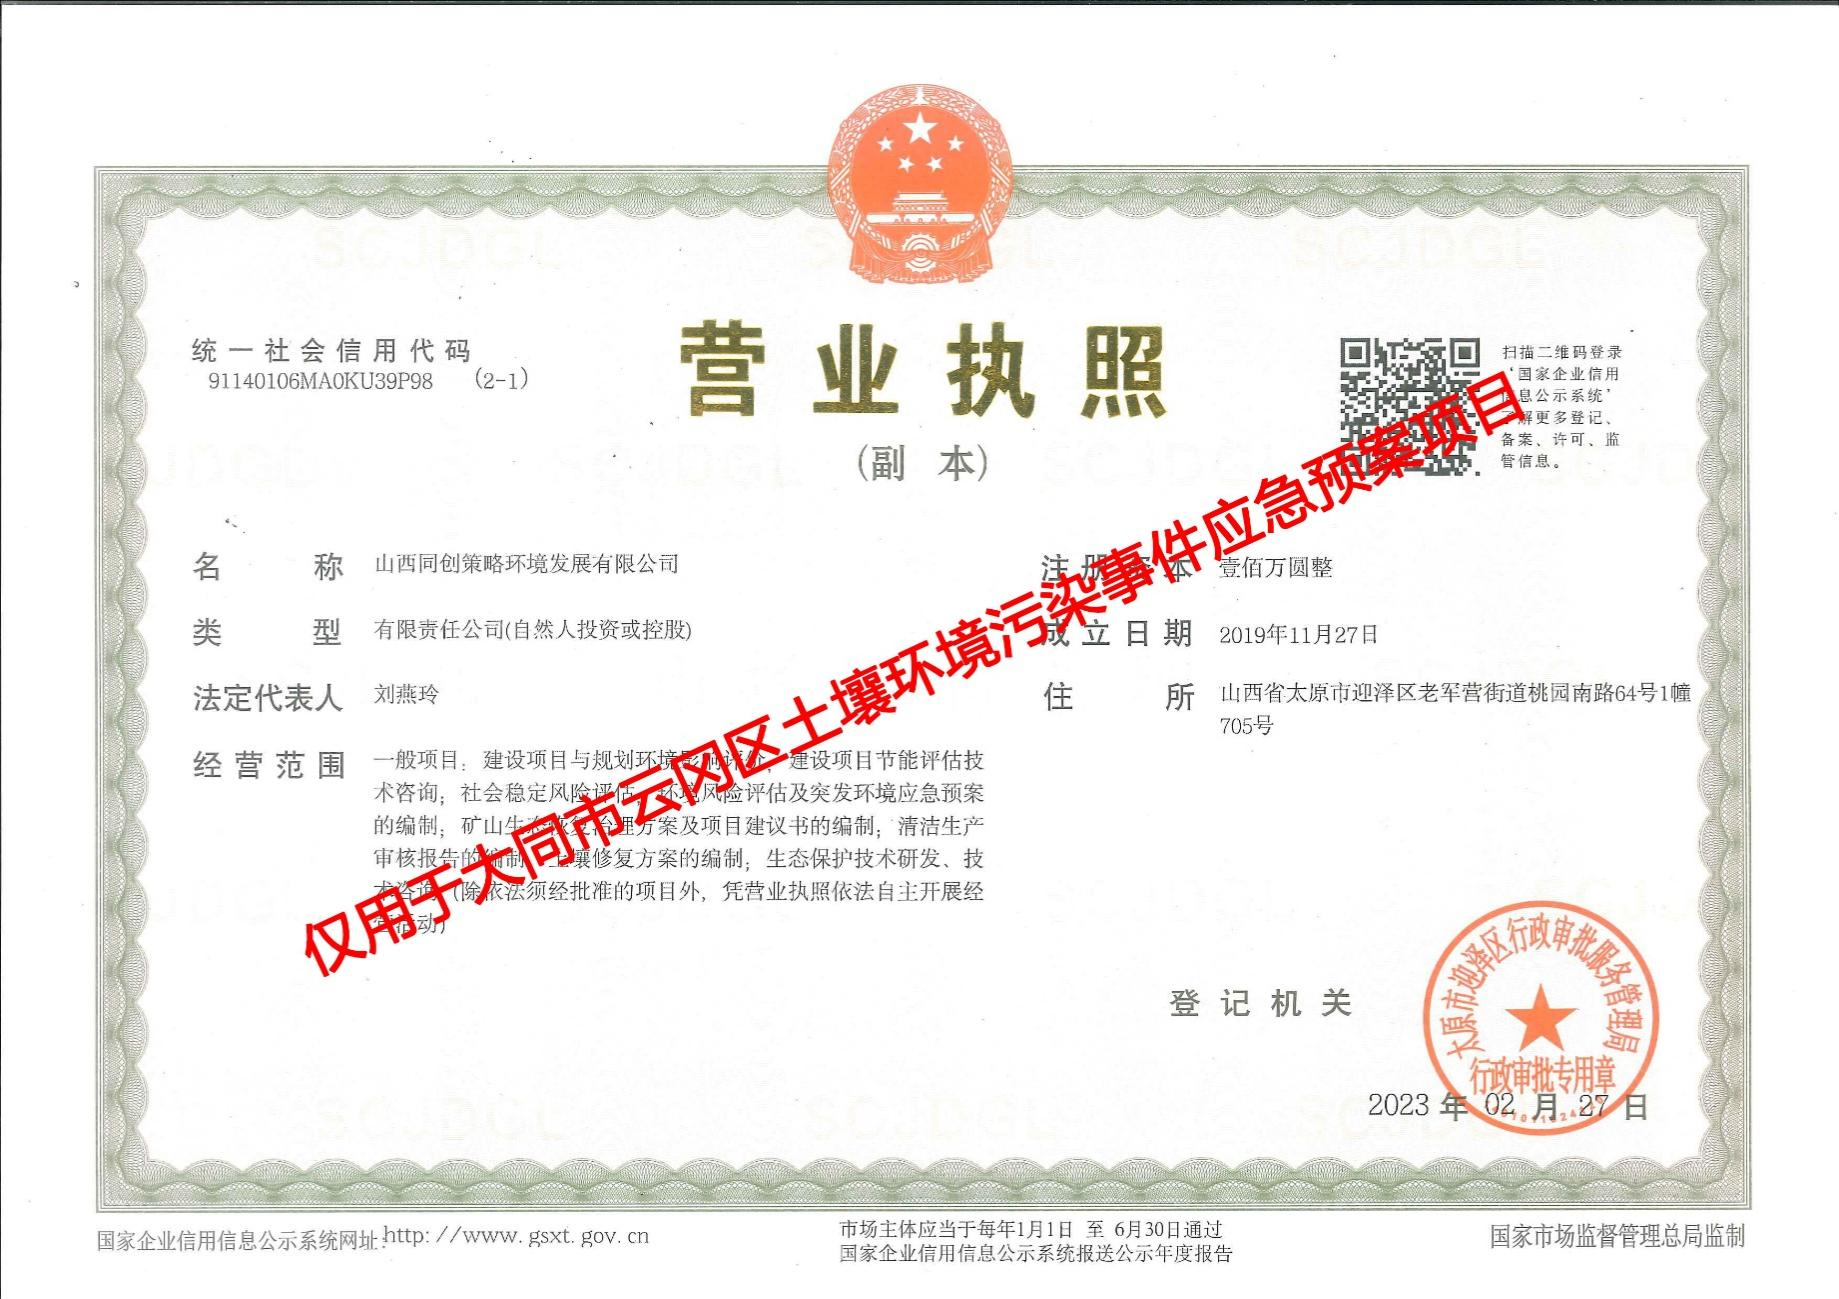 统一社会信用代码
91140106MA0KU39P98 (2-1)
营业执照
(副 本)
扫描二维码登录
‘国家企业信用
信息公示系统’
了解更多登记、
备案、许可、监
管信息。
名 称 山西同创策略环境发展有限公司
类 型 有限责任公司(自然人投资或控股)
法定代表人 刘燕玲
经营范围 一般项目：建设项目与规划环境影响评价；建设项目节能评估技
术咨询；社会稳定风险评估；环境风险评估及突发环境应急预案
的编制；矿山生态恢复治理方案及项目建议书的编制；清洁生产
审核报告的编制；土壤修复方案的编制；生态保护技术研发、技
术咨询（除依法须经批准的项目外，凭营业执照依法自主开展经
营活动）
注册资本 壹佰万圆整
成立日期 2019年11月27日
住 所 山西省太原市迎泽区老军营街道桃园南路64号1幢
705号
仅用于大同市云冈区土壤环境污染事件应急预案项目
登记机关
太原市迎泽区行政审批服务管理局
行政审批专用章
2023 年 02 月 27 日
国家企业信用信息公示系统网址:http://www.gsxt.gov.cn
市场主体应当于每年1月1日 至 6月30日通过
国家企业信用信息公示系统报送公示年度报告
国家市场监督管理总局监制